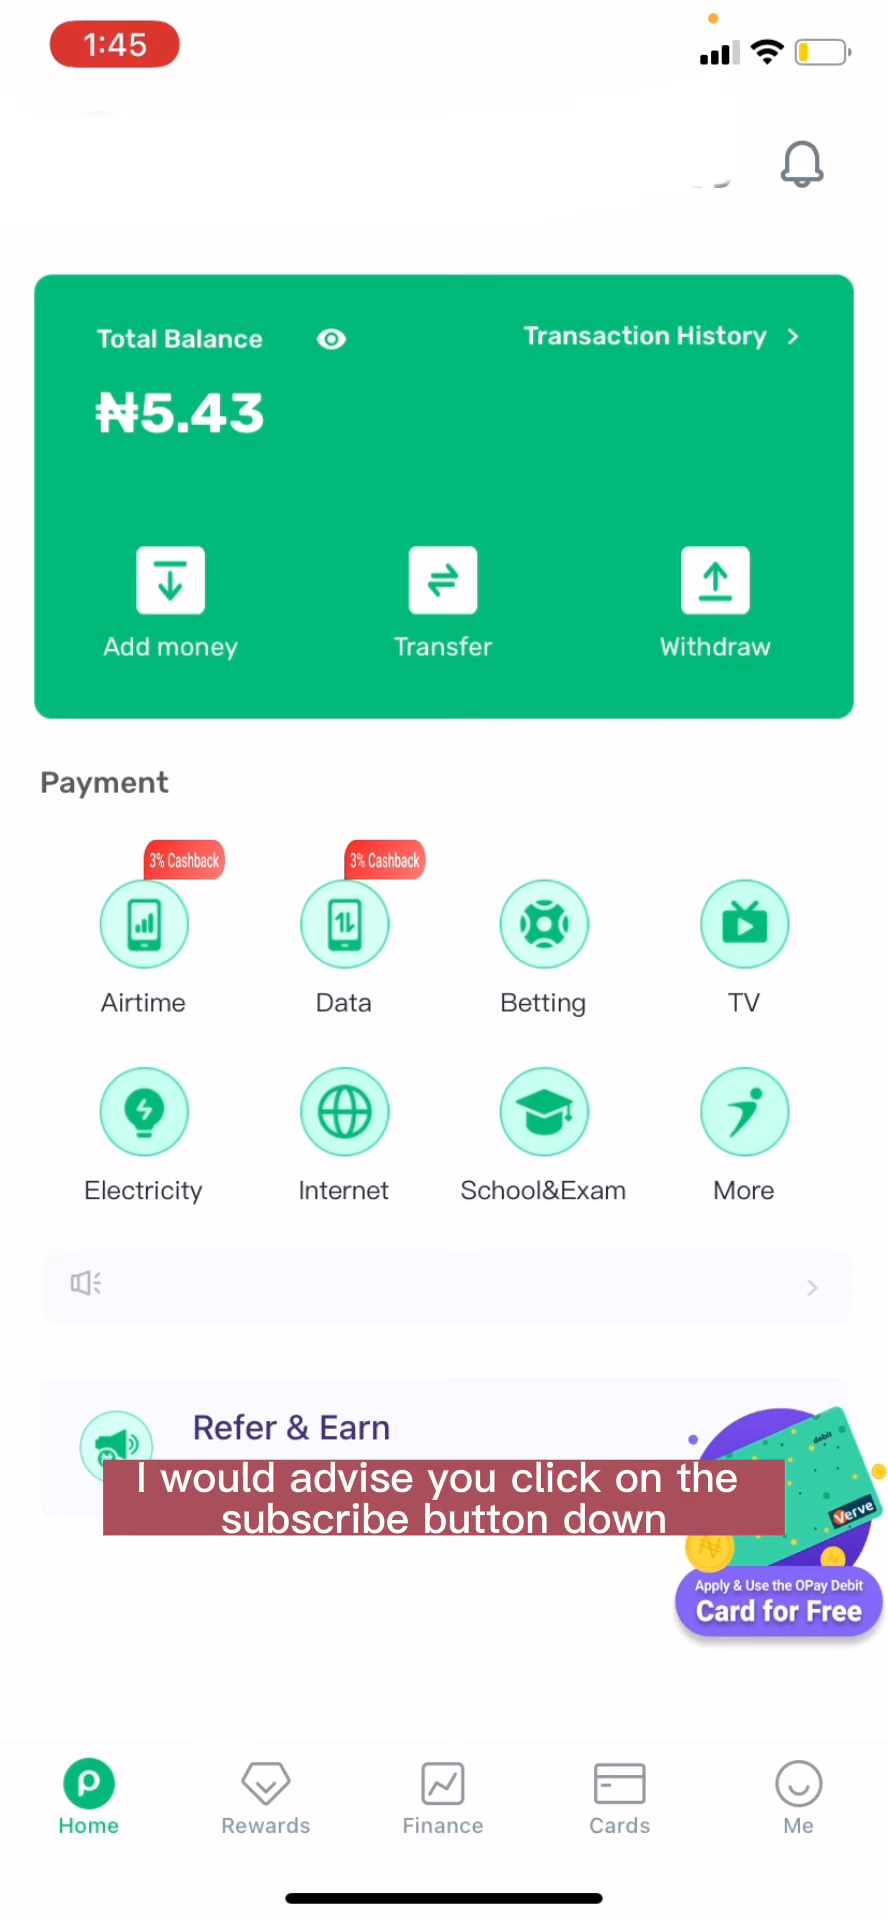 1:45
Total Balance
Transaction History
₦5.43
Add money
Transfer
Withdraw
Payment
3% Cashback
3% Cashback
Airtime
Data
Betting
TV
Electricity
Internet
School&Exam
More
Refer & Earn
I would advise you click on the
subscribe button down
debit
Verve
Apply & Use the OPay Debit
Card for Free
Home
Rewards
Finance
Cards
Me